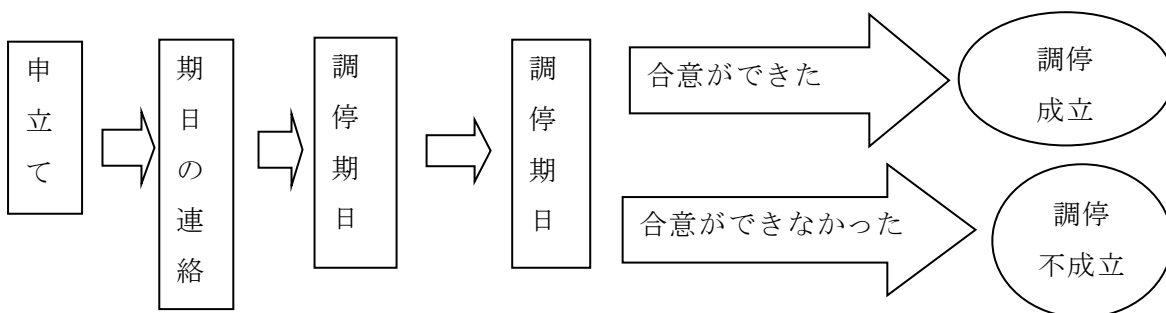 申立て
期日の連絡
調停期日
調停期日
合意ができた
調停
成立
合意ができなかった
調停
不成立